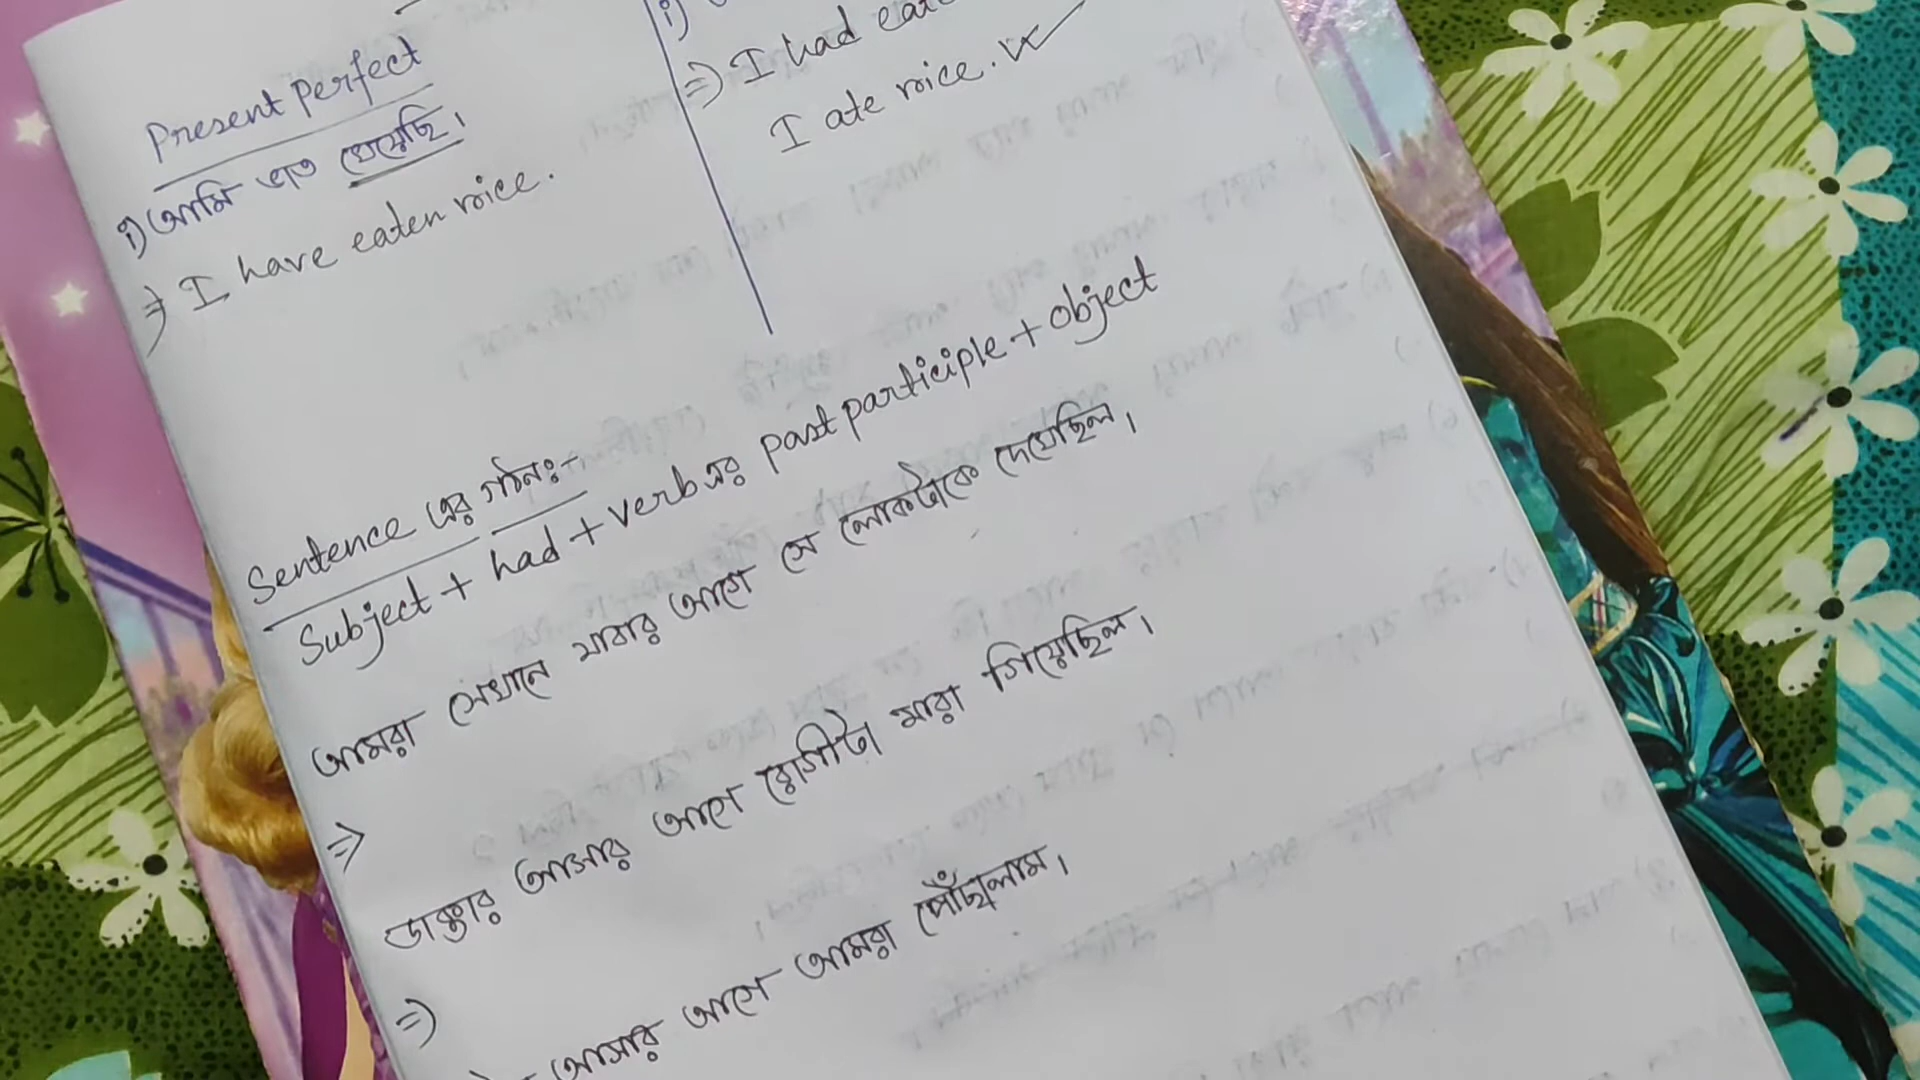 Present Perfect
i) আমি ভাত খেয়েছি।
⇒ I have eaten rice.
i)
⇒ I had
I ate rice.
Sentence এর গঠনঃ-
Subject + had + verb এর past participle + object
আমরা সেখানে যাবার আগে সে লোকটাকে দেখেছিল।
⇒
ডাক্তার আসার আগে রোগীটা মারা গিয়েছিল।
⇒
আসার আগে আমরা পৌঁছলাম।